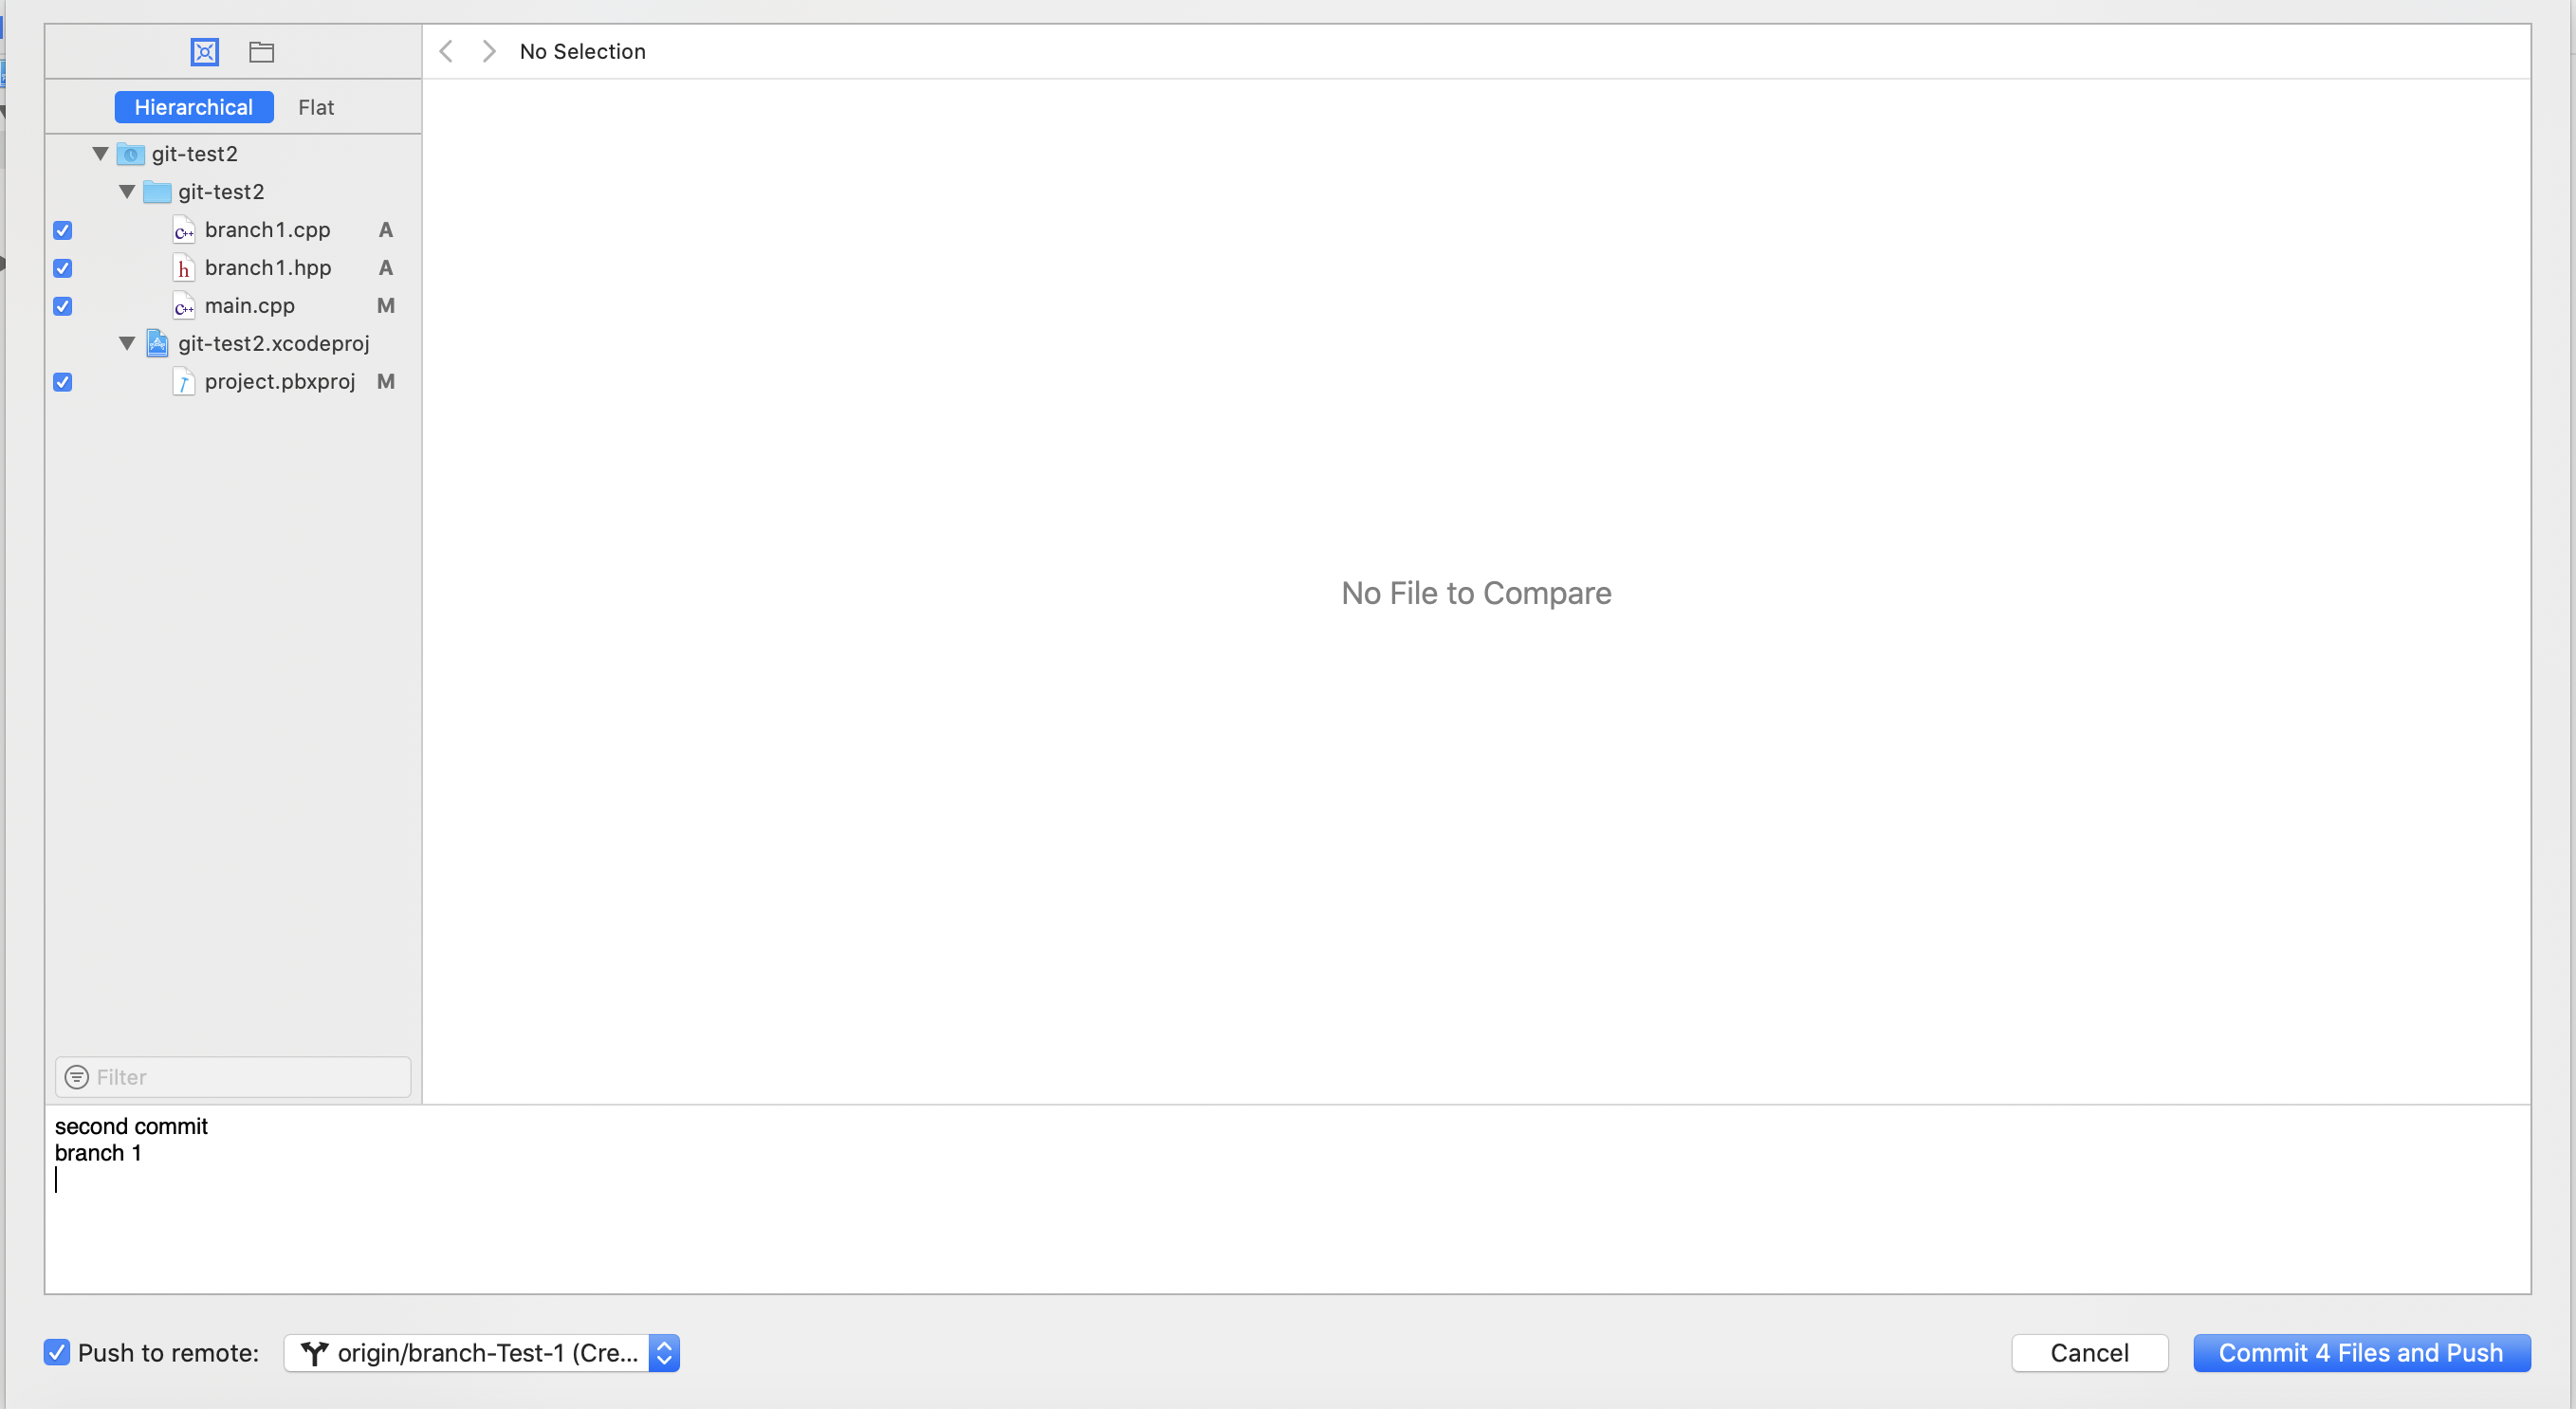 No Selection
Hierarchical Flat
git-test2
git-test2
branch1.cpp A
branch1.hpp A
main.cpp M
git-test2.xcodeproj
project.pbxproj M
No File to Compare
Filter
second commit
branch 1
Push to remote: origin/branch-Test-1 (Cre... Cancel Commit 4 Files and Push